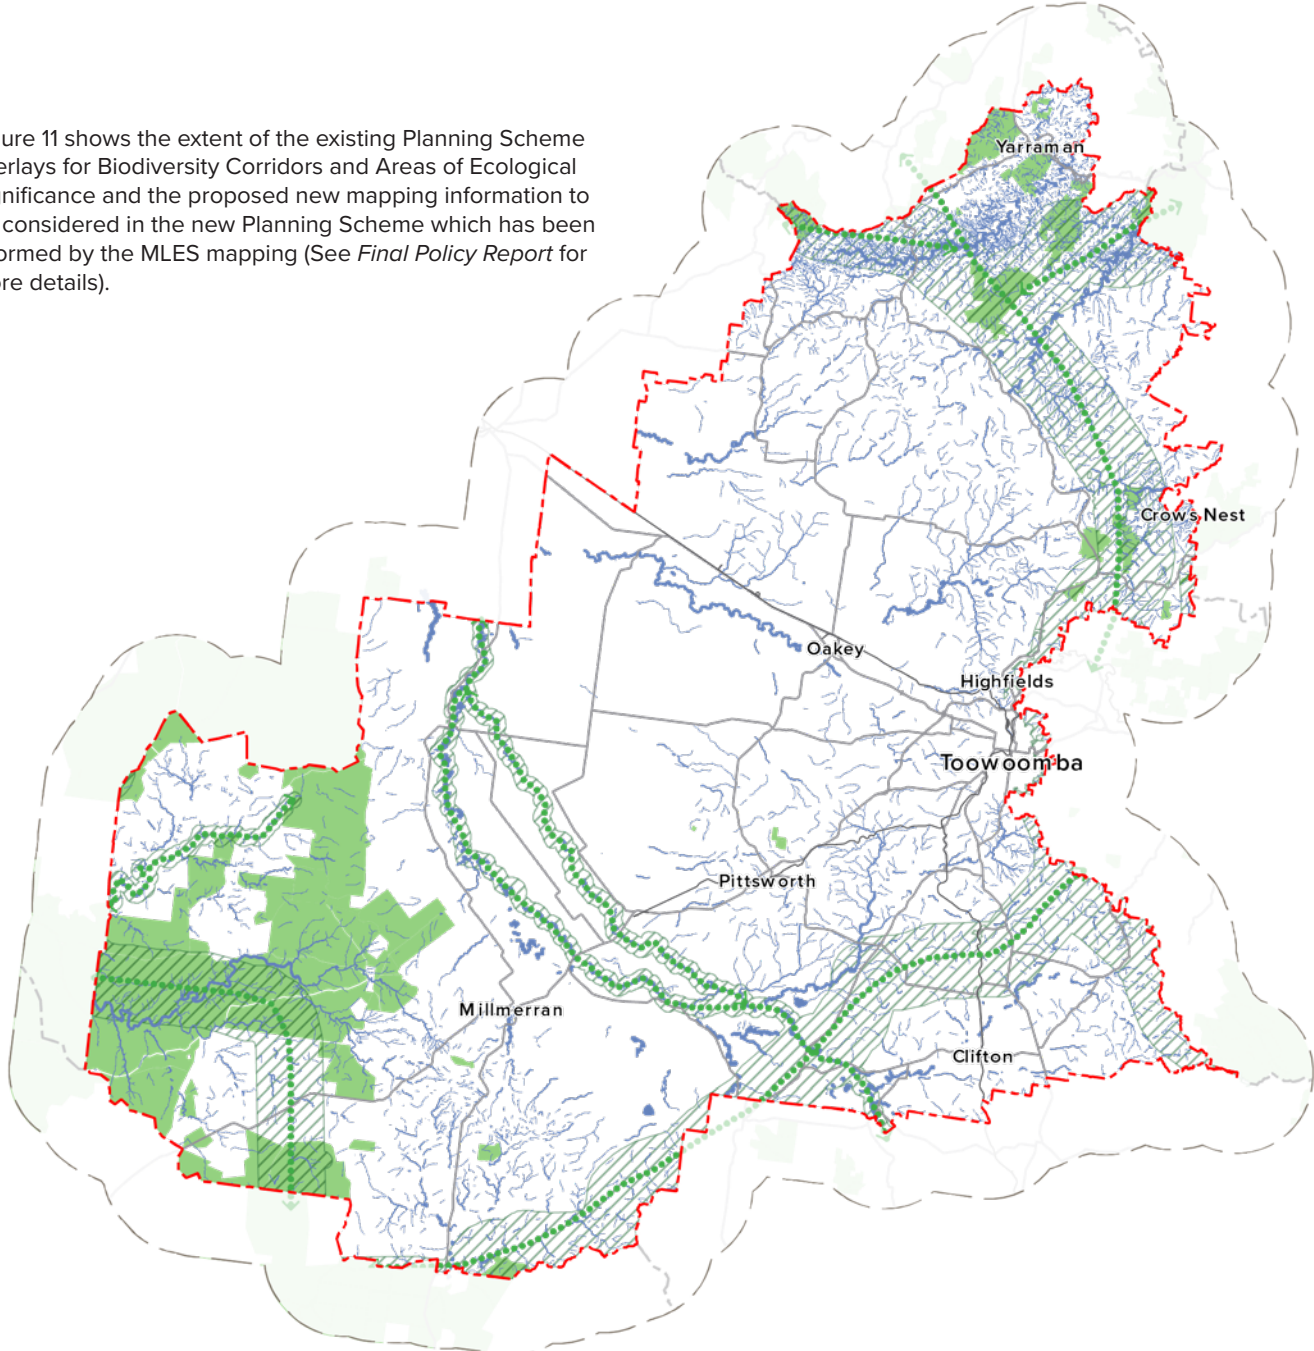 ure 11 shows the extent of the existing Planning Scheme
erlays for Biodiversity Corridors and Areas of Ecological
nificance and the proposed new mapping information to
considered in the new Planning Scheme which has been
ormed by the MLES mapping (See Final Policy Report for
re details).
Yarraman
Crows Nest
Oakey
Highfields
Toowoomba
Pittsworth
Millmerran
Clifton